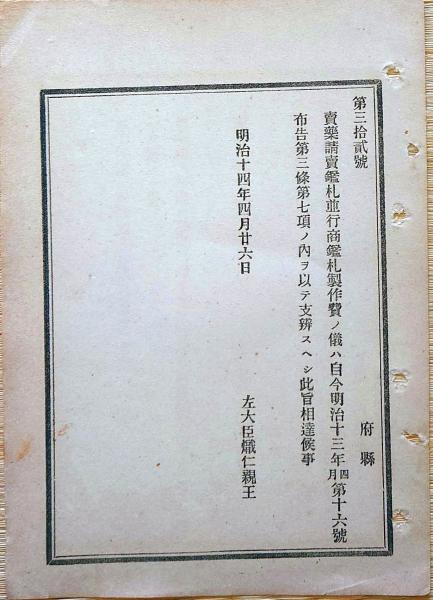 第三拾貳號
府縣
賣藥請賣鑑札並行商鑑札製作費ノ儀ハ自今明治十三年四月第十六號
布告第三條第七項ノ內ヲ以テ支辨スヘシ此旨相達候事
明治十四年四月廿六日
左大臣熾仁親王